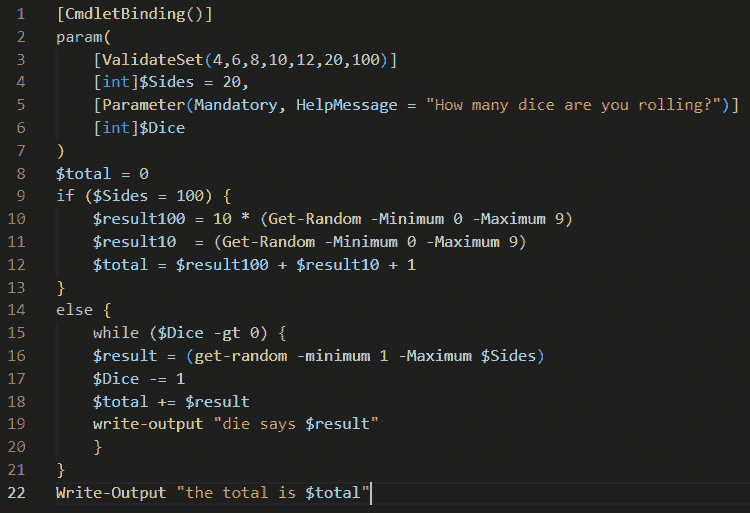 1 [CmdletBinding()]
2 param(
3     [ValidateSet(4,6,8,10,12,20,100)]
4     [int]$Sides = 20,
5     [Parameter(Mandatory, HelpMessage = "How many dice are you rolling?")]
6     [int]$Dice
7 )
8 $total = 0
9 if ($Sides = 100) {
10     $result100 = 10 * (Get-Random -Minimum 0 -Maximum 9)
11     $result10  = (Get-Random -Minimum 0 -Maximum 9)
12     $total = $result100 + $result10 + 1
13 }
14 else {
15     while ($Dice -gt 0) {
16     $result = (get-random -minimum 1 -Maximum $Sides)
17     $Dice -= 1
18     $total += $result
19     write-output "die says $result"
20     }
21 }
22 Write-Output "the total is $total"